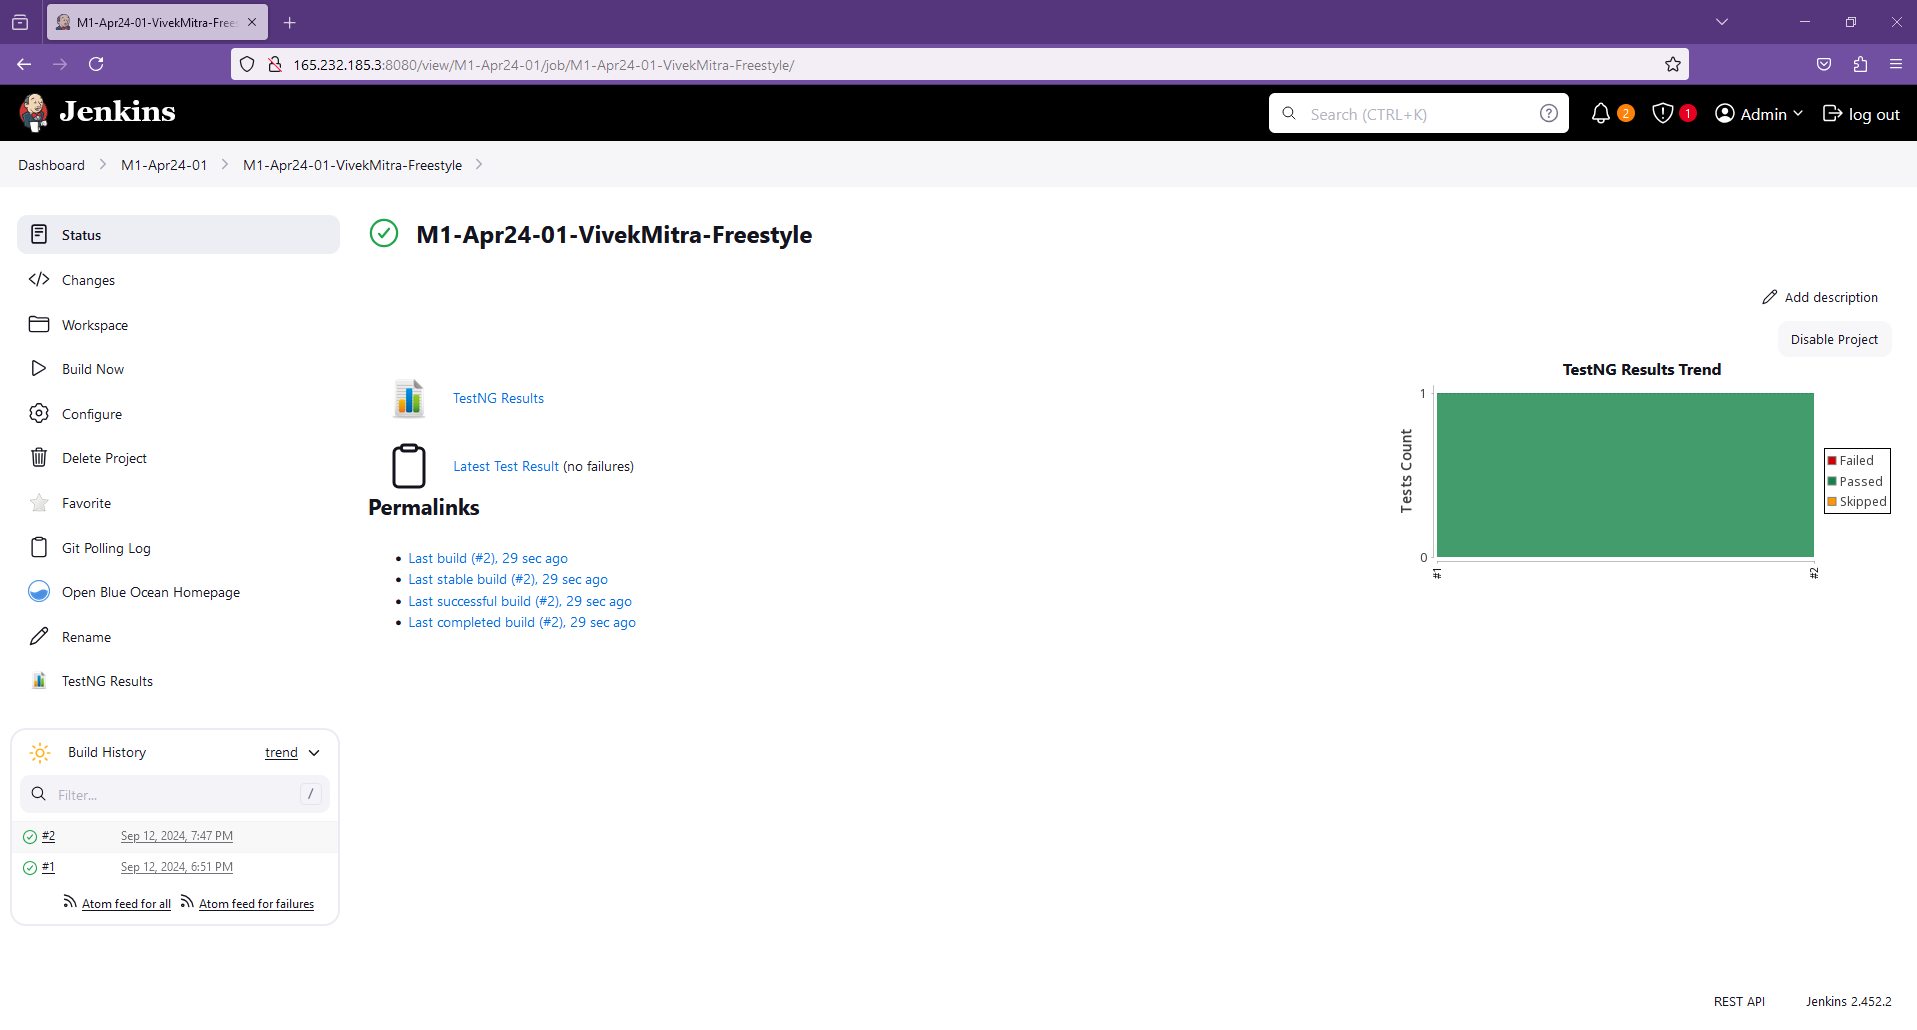 M1-Apr24-01-VivekMitra-Frees
165.232.185.3:8080/view/M1-Apr24-01/job/M1-Apr24-01-VivekMitra-Freestyle/
Jenkins
Search (CTRL+K)
?
2
1
Admin
log out
Dashboard
M1-Apr24-01
M1-Apr24-01-VivekMitra-Freestyle
Status
M1-Apr24-01-VivekMitra-Freestyle
Changes
Add description
Workspace
Disable Project
Build Now
TestNG Results Trend
TestNG Results
Configure
Delete Project
Latest Test Result (no failures)
Favorite
Permalinks
Git Polling Log
Last build (#2), 29 sec ago
Last stable build (#2), 29 sec ago
Last successful build (#2), 29 sec ago
Last completed build (#2), 29 sec ago
1
Tests Count
0
#1
#2
Failed
Passed
Skipped
Open Blue Ocean Homepage
Rename
TestNG Results
Build History
trend
Filter...
/
#2
Sep 12, 2024, 7:47 PM
#1
Sep 12, 2024, 6:51 PM
Atom feed for all
Atom feed for failures
REST API
Jenkins 2.452.2